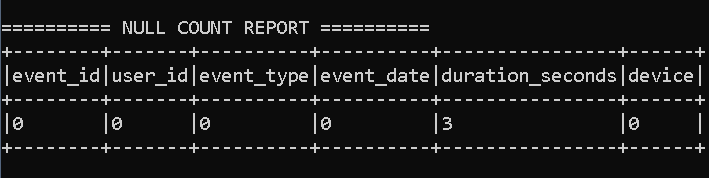 ========== NULL COUNT REPORT ==========
+--------+-------+----------+----------+----------------+------+
|event_id|user_id|event_type|event_date|duration_seconds|device|
+--------+-------+----------+----------+----------------+------+
|0       |0      |0         |0         |3               |0     |
+--------+-------+----------+----------+----------------+------+